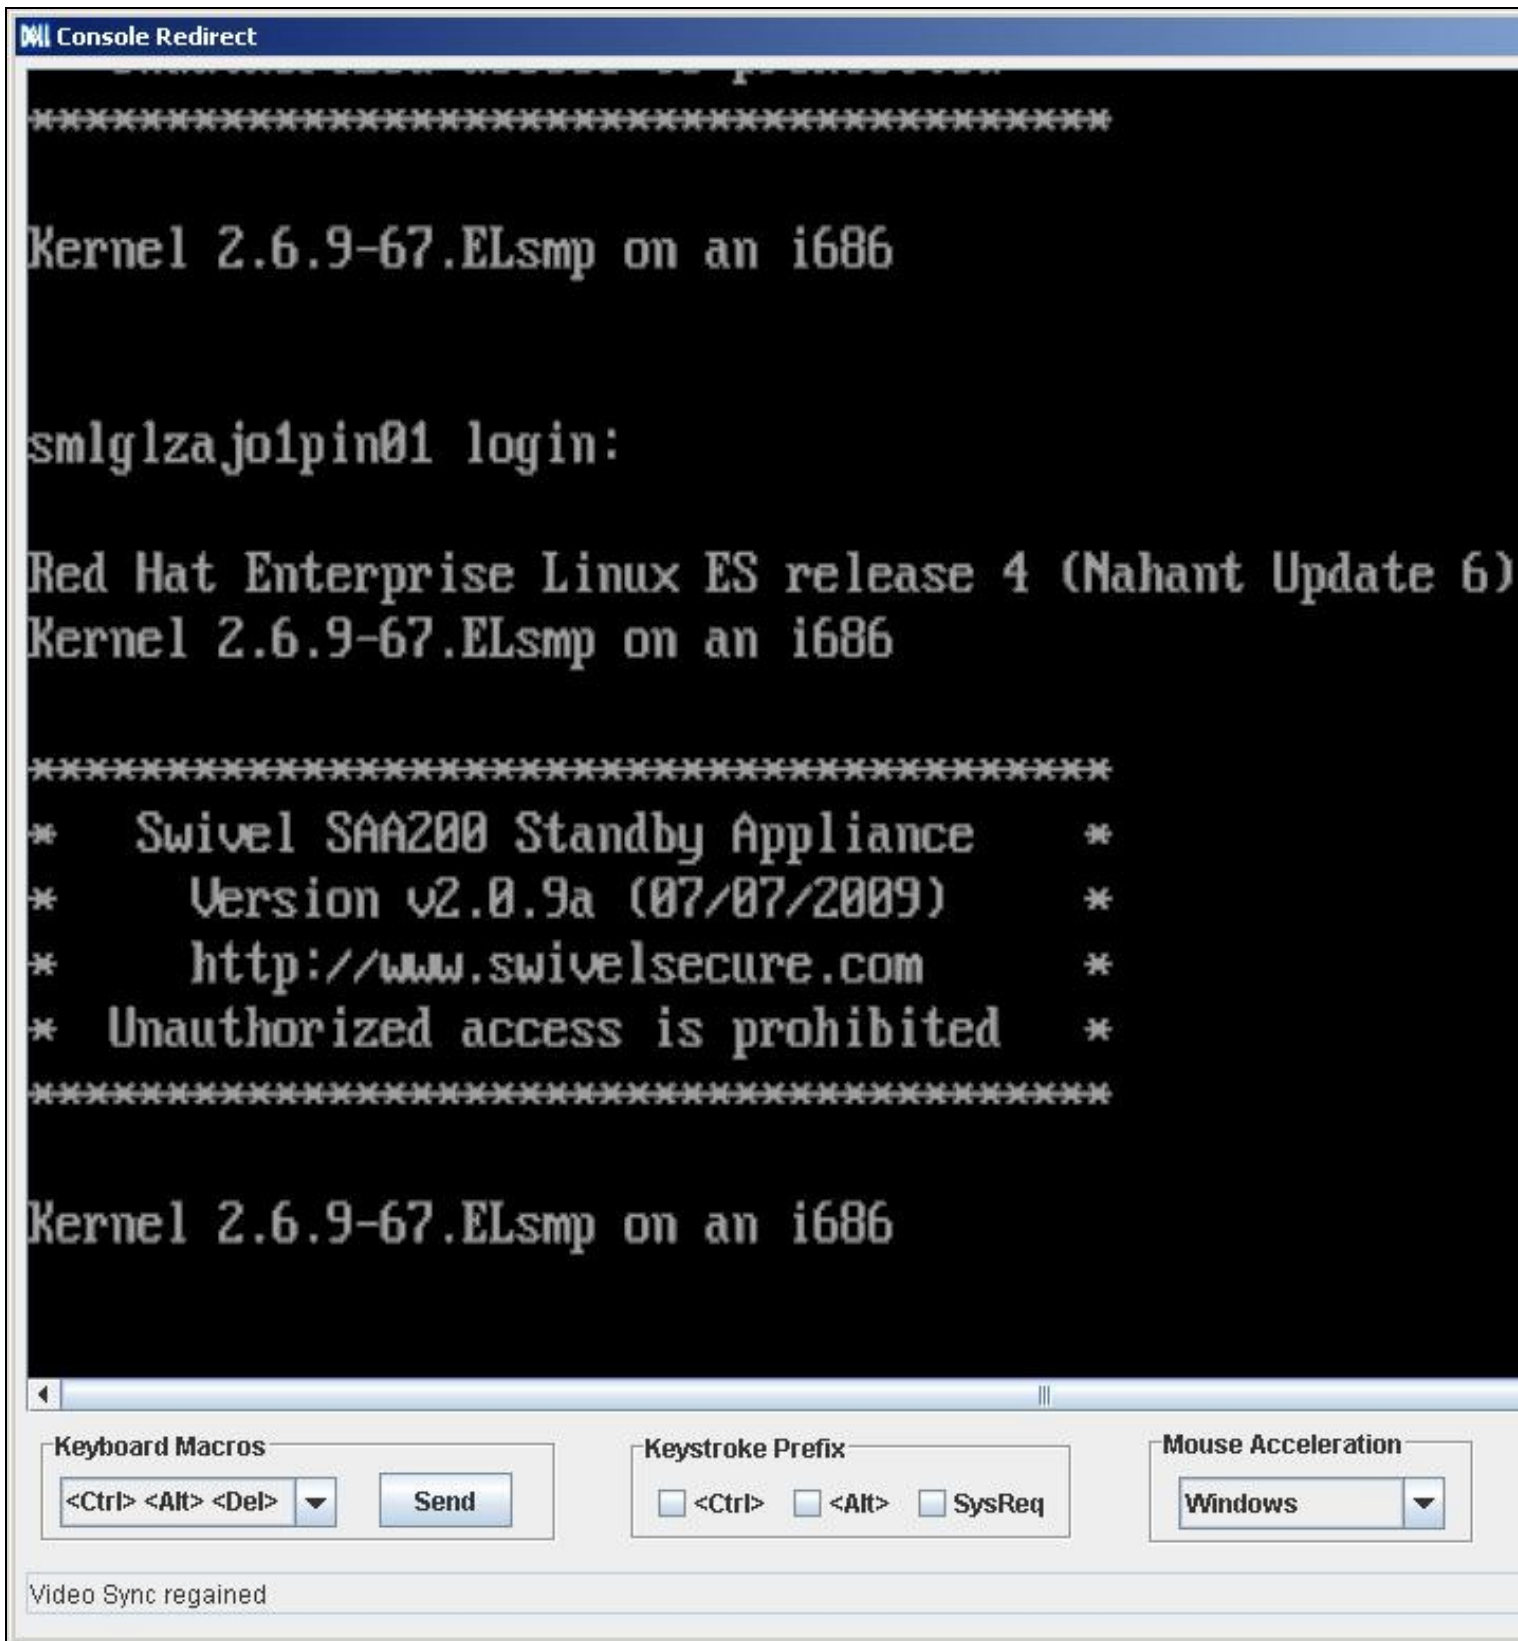 DELL Console Redirect
****************************************
Kernel 2.6.9-67.ELsmp on an i686
smlglzajo1pin01 login:
Red Hat Enterprise Linux ES release 4 (Nahant Update 6)
Kernel 2.6.9-67.ELsmp on an i686
****************************************
*   Swivel SAA200 Standby Appliance    *
*     Version v2.0.9a (07/07/2009)     *
*     http://www.swivelsecure.com      *
*  Unauthorized access is prohibited   *
****************************************
Kernel 2.6.9-67.ELsmp on an i686
Keyboard Macros Keystroke Prefix Mouse Acceleration
<Ctrl> <Alt> <Del> Send <Ctrl> <Alt> SysReq Windows
Video Sync regained